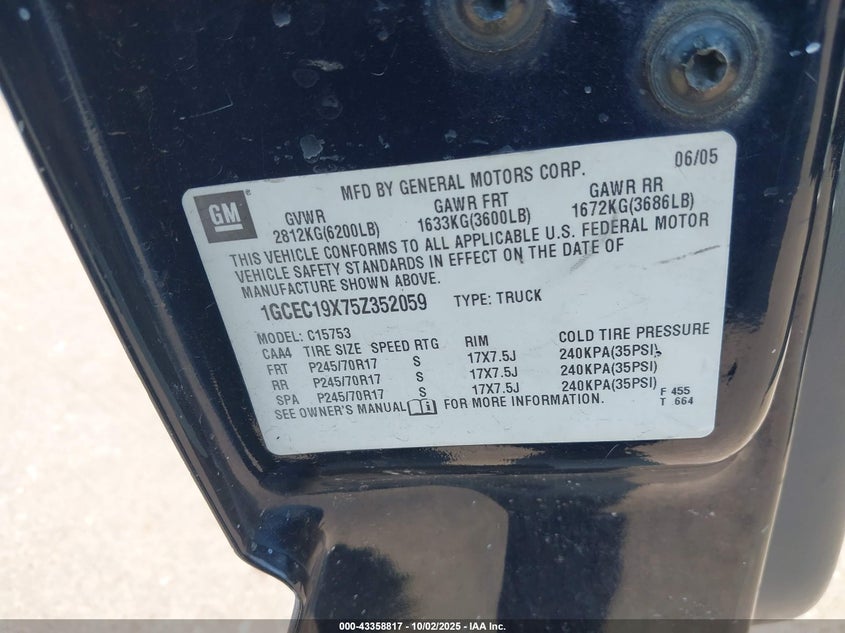 06/05
MFD BY GENERAL MOTORS CORP.
GM®
GVWR GAWR FRT GAWR RR
2812KG(6200LB) 1633KG(3600LB) 1672KG(3686LB)
THIS VEHICLE CONFORMS TO ALL APPLICABLE U.S. FEDERAL MOTOR
VEHICLE SAFETY STANDARDS IN EFFECT ON THE DATE OF
MANUFACTURE SHOWN ABOVE.
1GCEC19X75Z352059 TYPE: TRUCK
MODEL: C15753
CAA4 TIRE SIZE SPEED RTG RIM COLD TIRE PRESSURE
FRT P245/70R17 S 17X7.5J 240KPA(35PSI)
RR P245/70R17 S 17X7.5J 240KPA(35PSI)
SPA P245/70R17 S 17X7.5J 240KPA(35PSI)
SEE OWNER'S MANUAL FOR MORE INFORMATION.
F 455
T 664
000-43358817 - 10/02/2025 - IAA Inc.